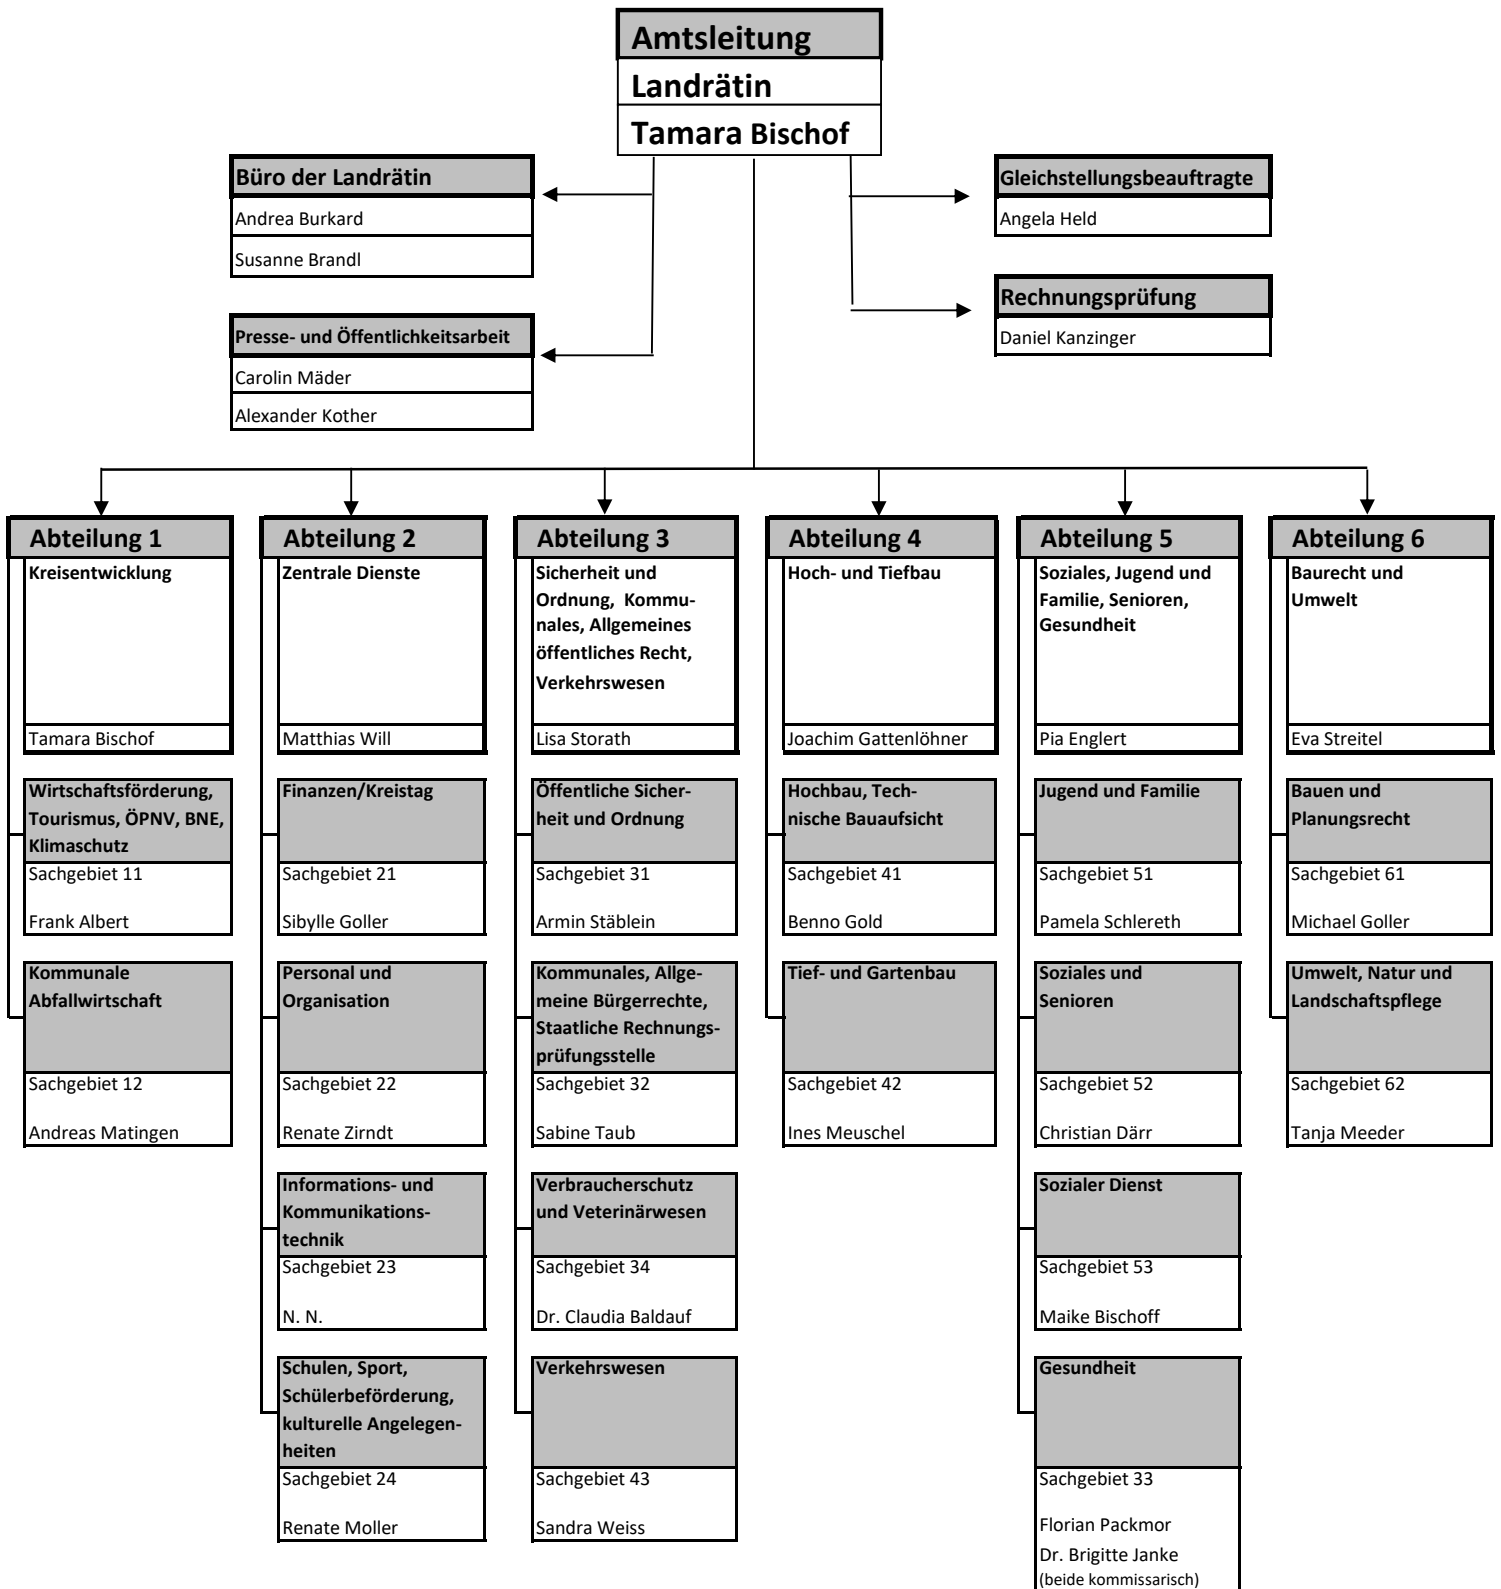 Amtsleitung
Landrätin
Tamara Bischof
Büro der Landrätin
Andrea Burkard
Susanne Brandl
Presse- und Öffentlichkeitsarbeit
Carolin Mäder
Alexander Kother
Gleichstellungsbeauftragte
Angela Held
Rechnungsprüfung
Daniel Kanzinger
Abteilung 1
Kreisentwicklung
Tamara Bischof
Wirtschaftsförderung,
Tourismus, ÖPNV, BNE,
Klimaschutz
Sachgebiet 11
Frank Albert
Kommunale
Abfallwirtschaft
Sachgebiet 12
Andreas Matingen
Abteilung 2
Zentrale Dienste
Matthias Will
Finanzen/Kreistag
Sachgebiet 21
Sibylle Goller
Personal und
Organisation
Sachgebiet 22
Renate Zirndt
Informations- und
Kommunikations-
technik
Sachgebiet 23
N. N.
Schulen, Sport,
Schülerbeförderung,
kulturelle Angelegen-
heiten
Sachgebiet 24
Renate Moller
Abteilung 3
Sicherheit und
Ordnung, Kommu-
nales, Allgemeines
öffentliches Recht,
Verkehrswesen
Lisa Storath
Öffentliche Sicher-
heit und Ordnung
Sachgebiet 31
Armin Stäblein
Kommunales, Allge-
meine Bürgerrechte,
Staatliche Rechnungs-
prüfungsstelle
Sachgebiet 32
Sabine Taub
Verbraucherschutz
und Veterinärwesen
Sachgebiet 34
Dr. Claudia Baldauf
Verkehrswesen
Sachgebiet 43
Sandra Weiss
Abteilung 4
Hoch- und Tiefbau
Joachim Gattenlöhner
Hochbau, Tech-
nische Bauaufsicht
Sachgebiet 41
Benno Gold
Tief- und Gartenbau
Sachgebiet 42
Ines Meuschel
Abteilung 5
Soziales, Jugend und
Familie, Senioren,
Gesundheit
Pia Englert
Jugend und Familie
Sachgebiet 51
Pamela Schlereth
Soziales und
Senioren
Sachgebiet 52
Christian Därr
Sozialer Dienst
Sachgebiet 53
Maike Bischoff
Gesundheit
Sachgebiet 33
Florian Packmor
Dr. Brigitte Janke
(beide kommissarisch)
Abteilung 6
Baurecht und
Umwelt
Eva Streitel
Bauen und
Planungsrecht
Sachgebiet 61
Michael Goller
Umwelt, Natur und
Landschaftspflege
Sachgebiet 62
Tanja Meeder